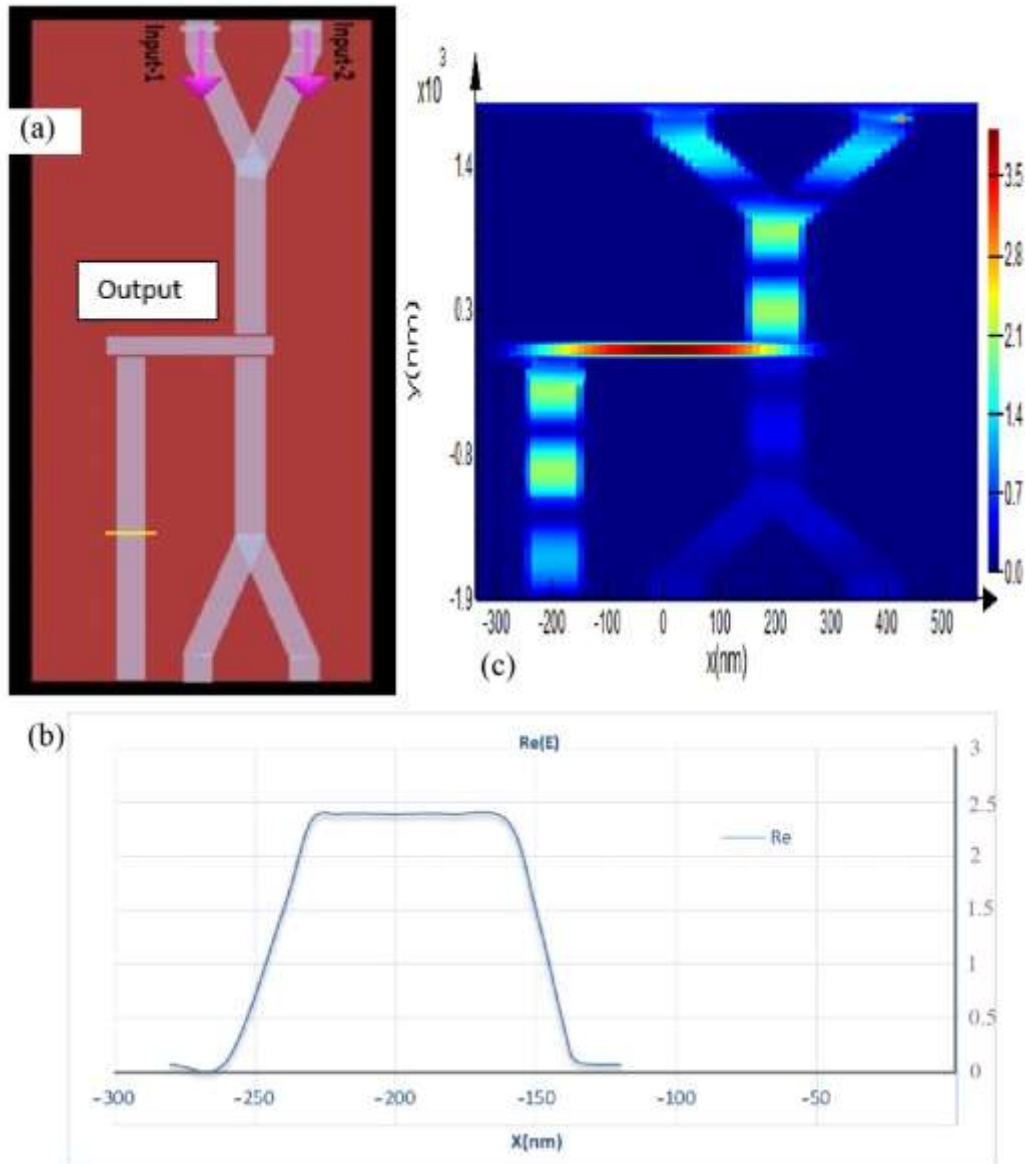 (a)
Input-1
Input-2
Output
x10
3
1.4
0.3
-0.8
-1.9
y(nm)
-300 -200 -100 0 100 200 300 400 500
x(nm)
3.5
2.8
2.1
1.4
0.7
0.0
(c)
(b)
Re(E)
3
2.5
2
1.5
1
0.5
0
Re
-300 -250 -200 -150 -100 -50
X(nm)